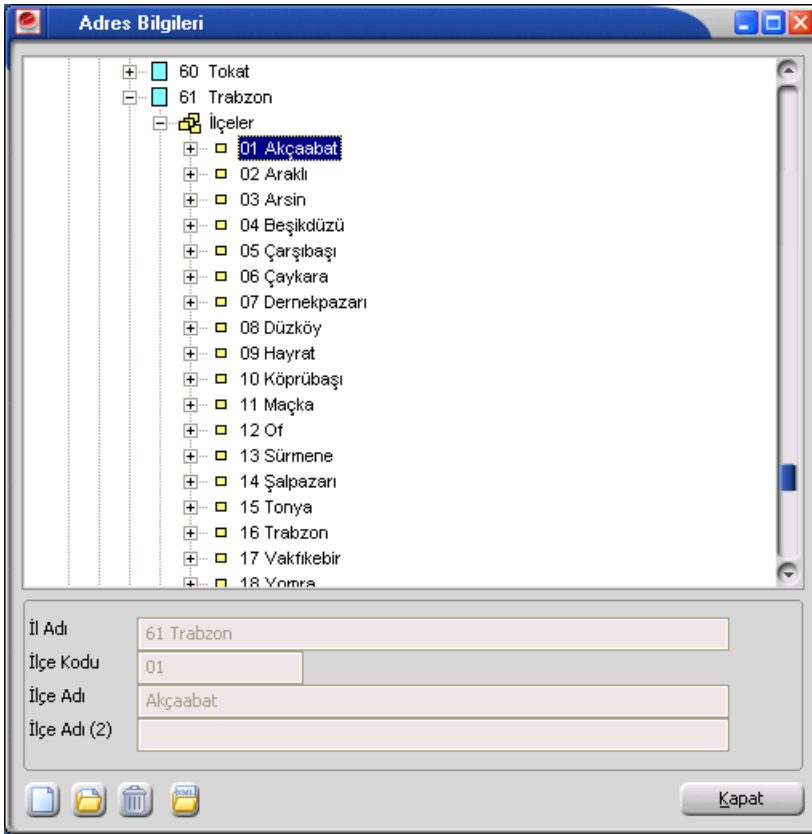 Adres Bilgileri
60 Tokat
61 Trabzon
İlçeler
01 Akçaabat
02 Araklı
03 Arsin
04 Beşikdüzü
05 Çarşıbaşı
06 Çaykara
07 Dernekpazarı
08 Düzköy
09 Hayrat
10 Köprübaşı
11 Maçka
12 Of
13 Sürmene
14 Şalpazarı
15 Tonya
16 Trabzon
17 Vakfıkebir
18 Yomra
İl Adı 61 Trabzon
İlçe Kodu 01
İlçe Adı Akçaabat
İlçe Adı (2)
Kapat